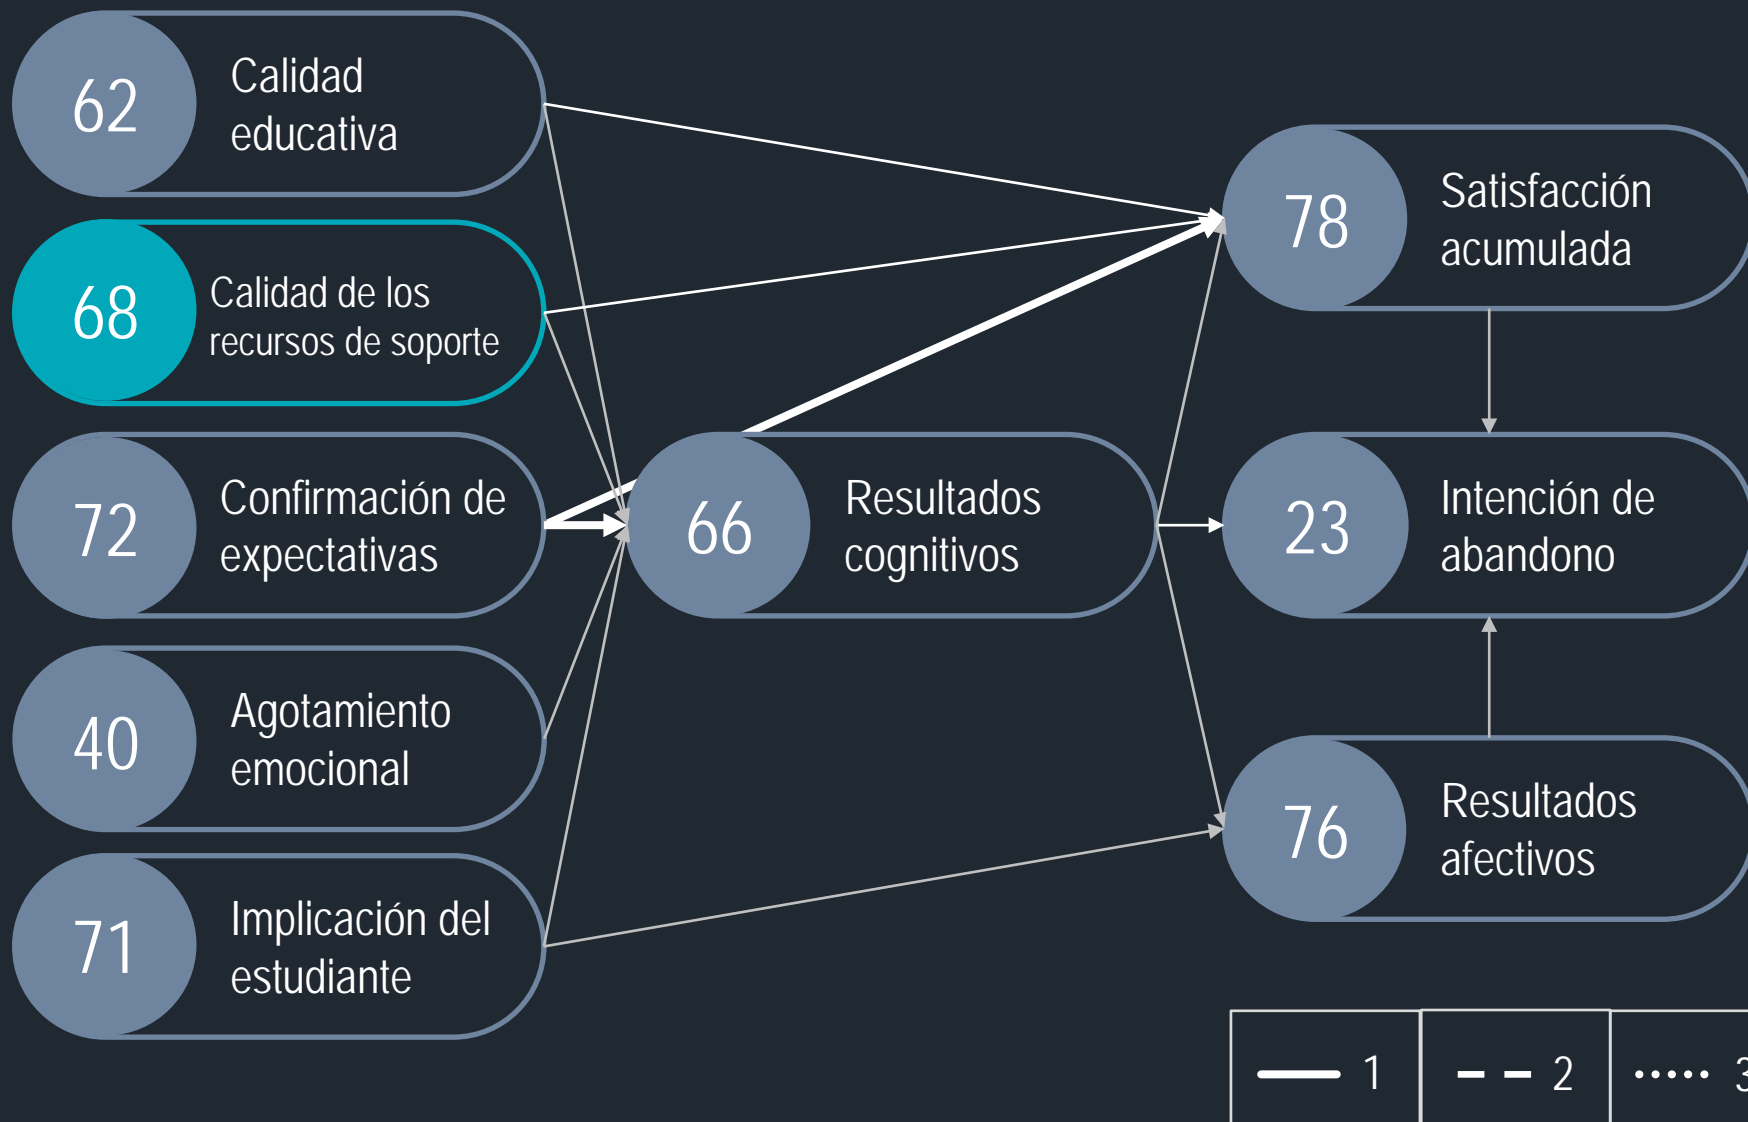 62
Calidad
educativa
68
Calidad de los
recursos de soporte
72
Confirmación de
expectativas
40
Agotamiento
emocional
71
Implicación del
estudiante
66
Resultados
cognitivos
78
Satisfacción
acumulada
23
Intención de
abandono
76
Resultados
afectivos
1
2
3